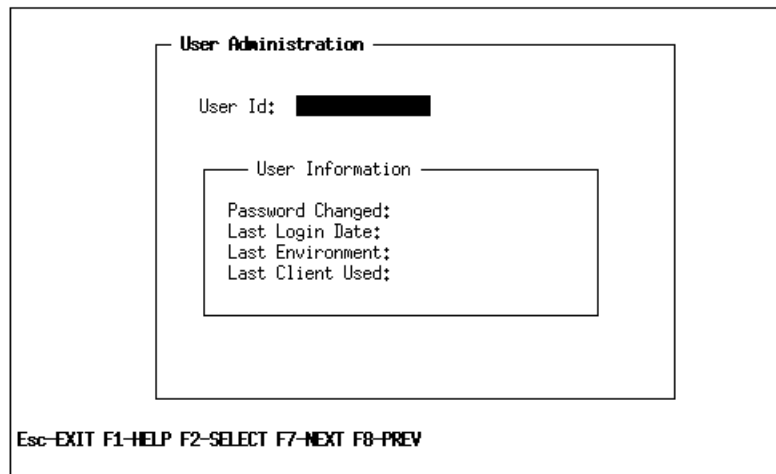 User Administration
User Id:
User Information
Password Changed:
Last Login Date:
Last Environment:
Last Client Used:
Esc-EXIT F1-HELP F2-SELECT F7-NEXT F8-PREV